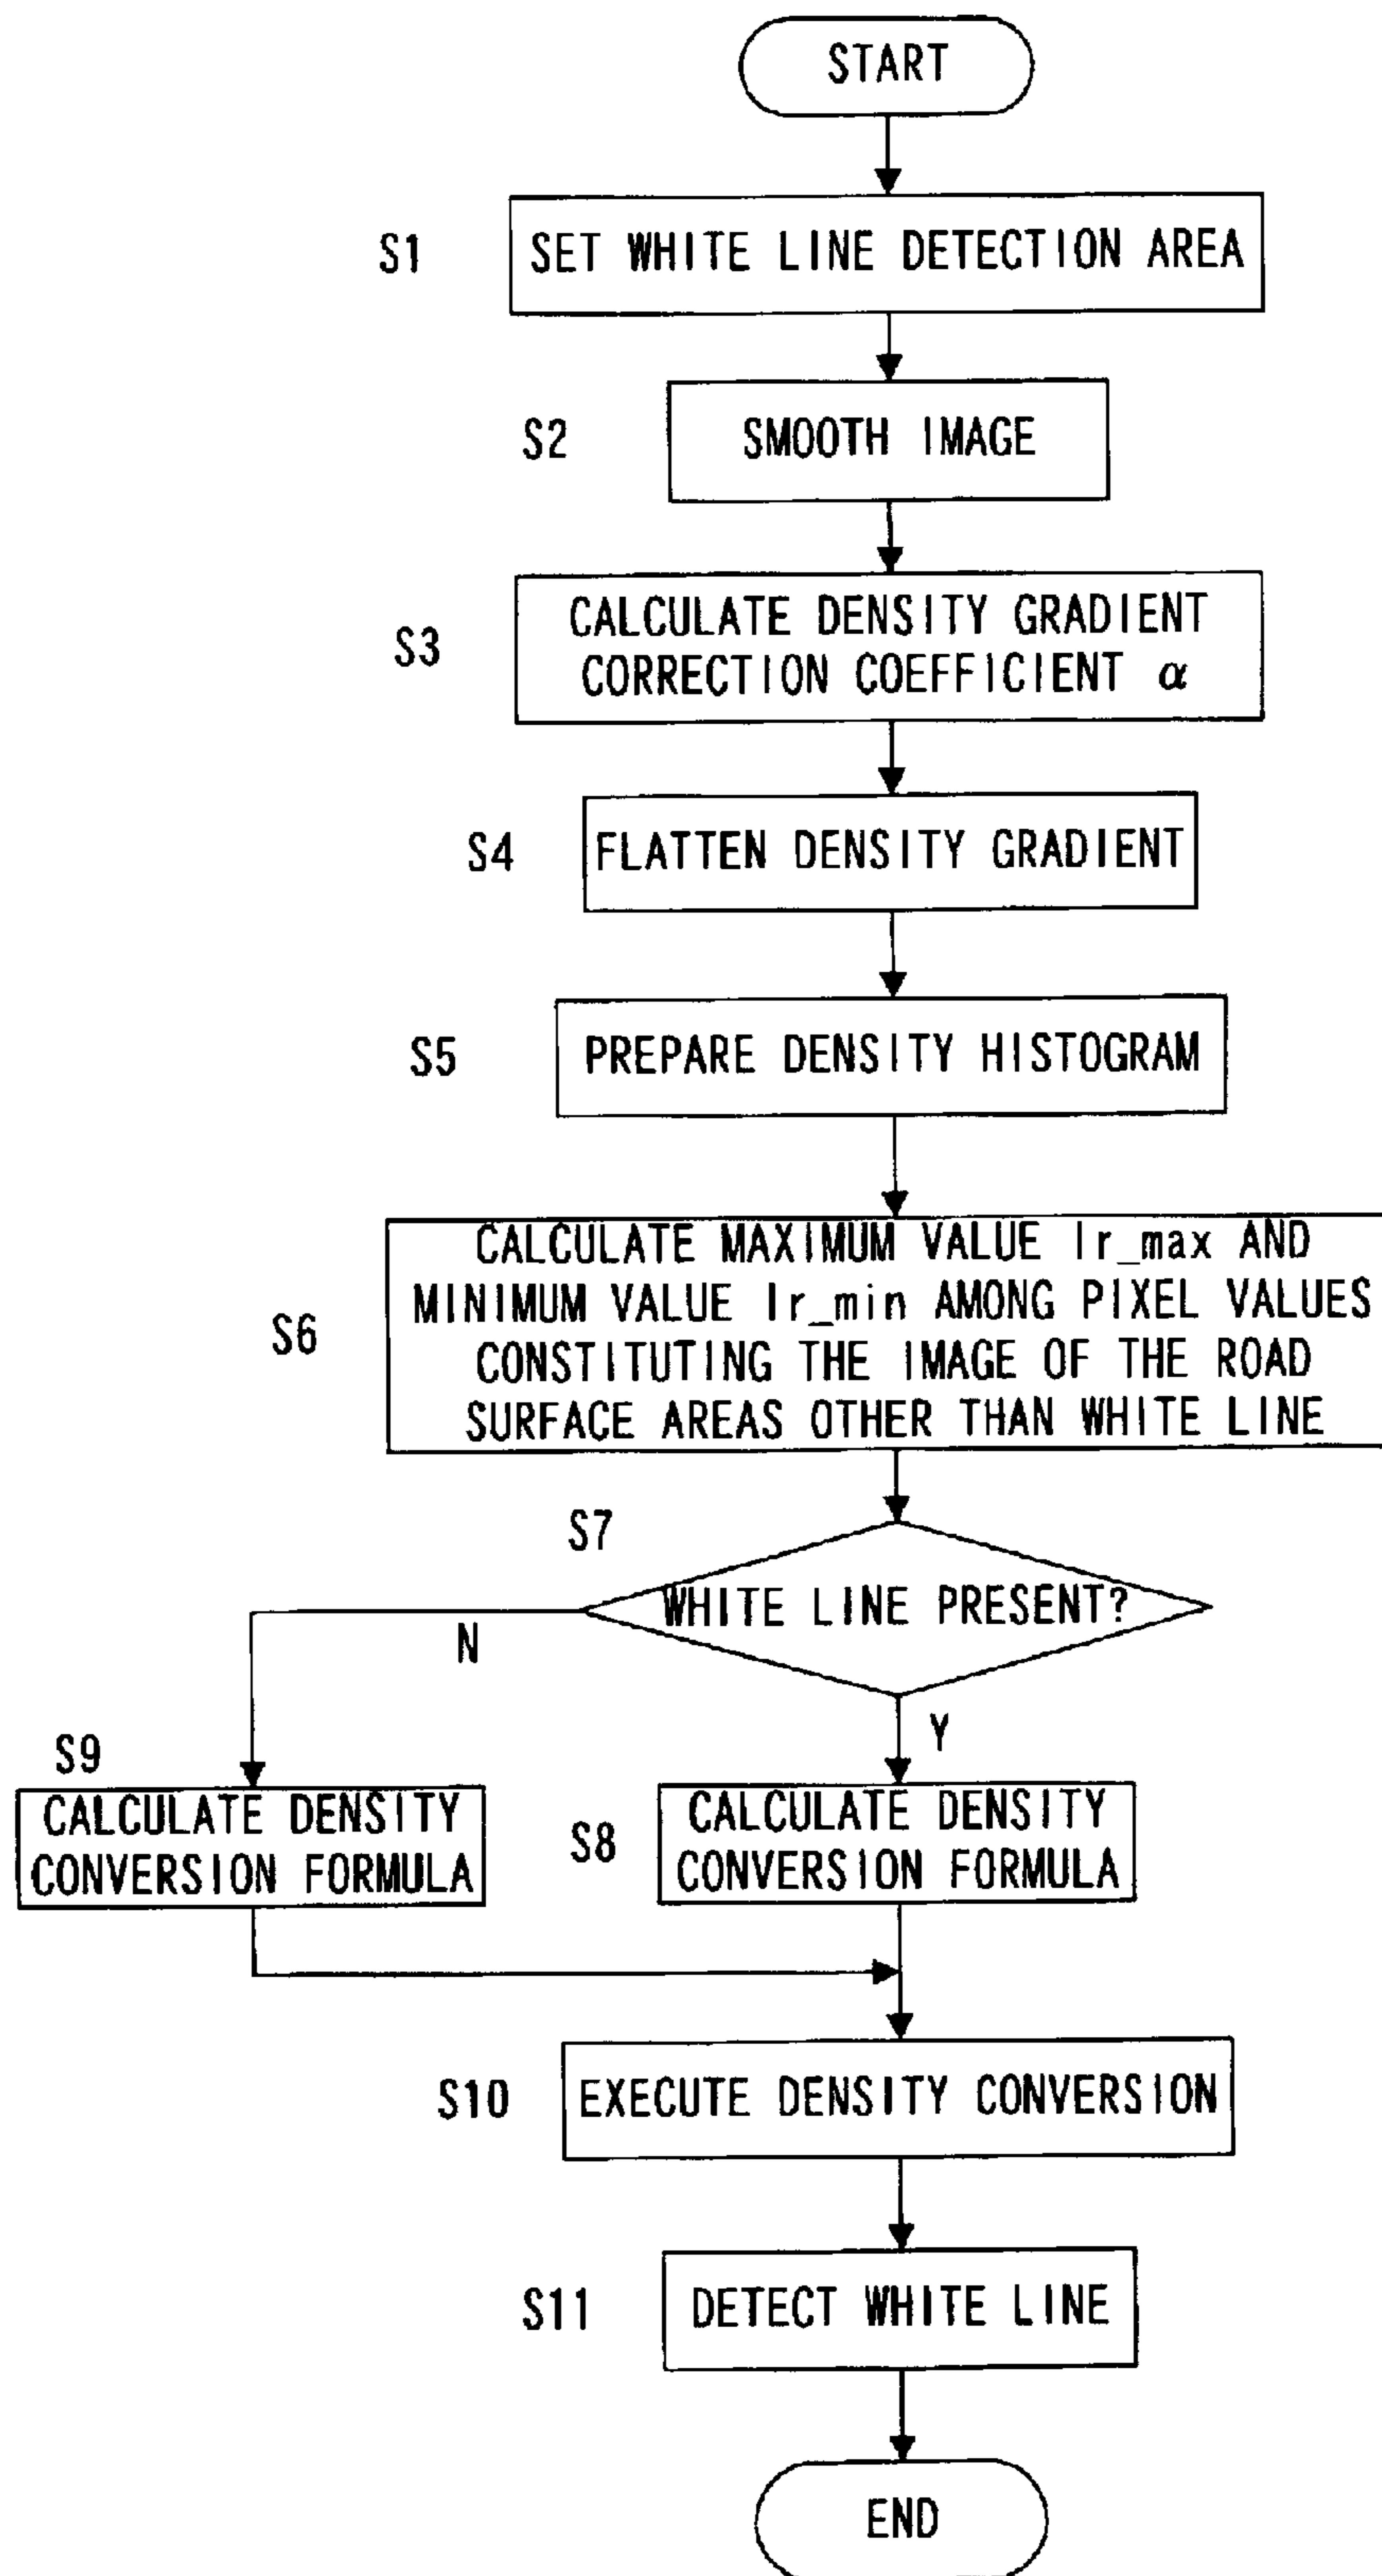 START
S1
SET WHITE LINE DETECTION AREA
S2
SMOOTH IMAGE
S3
CALCULATE DENSITY GRADIENT
CORRECTION COEFFICIENT α
S4
FLATTEN DENSITY GRADIENT
S5
PREPARE DENSITY HISTOGRAM
S6
CALCULATE MAXIMUM VALUE Ir_max AND
MINIMUM VALUE Ir_min AMONG PIXEL VALUES
CONSTITUTING THE IMAGE OF THE ROAD
SURFACE AREAS OTHER THAN WHITE LINE
S7
WHITE LINE PRESENT?
N
Y
S9
CALCULATE DENSITY
CONVERSION FORMULA
S8
CALCULATE DENSITY
CONVERSION FORMULA
S10
EXECUTE DENSITY CONVERSION
S11
DETECT WHITE LINE
END